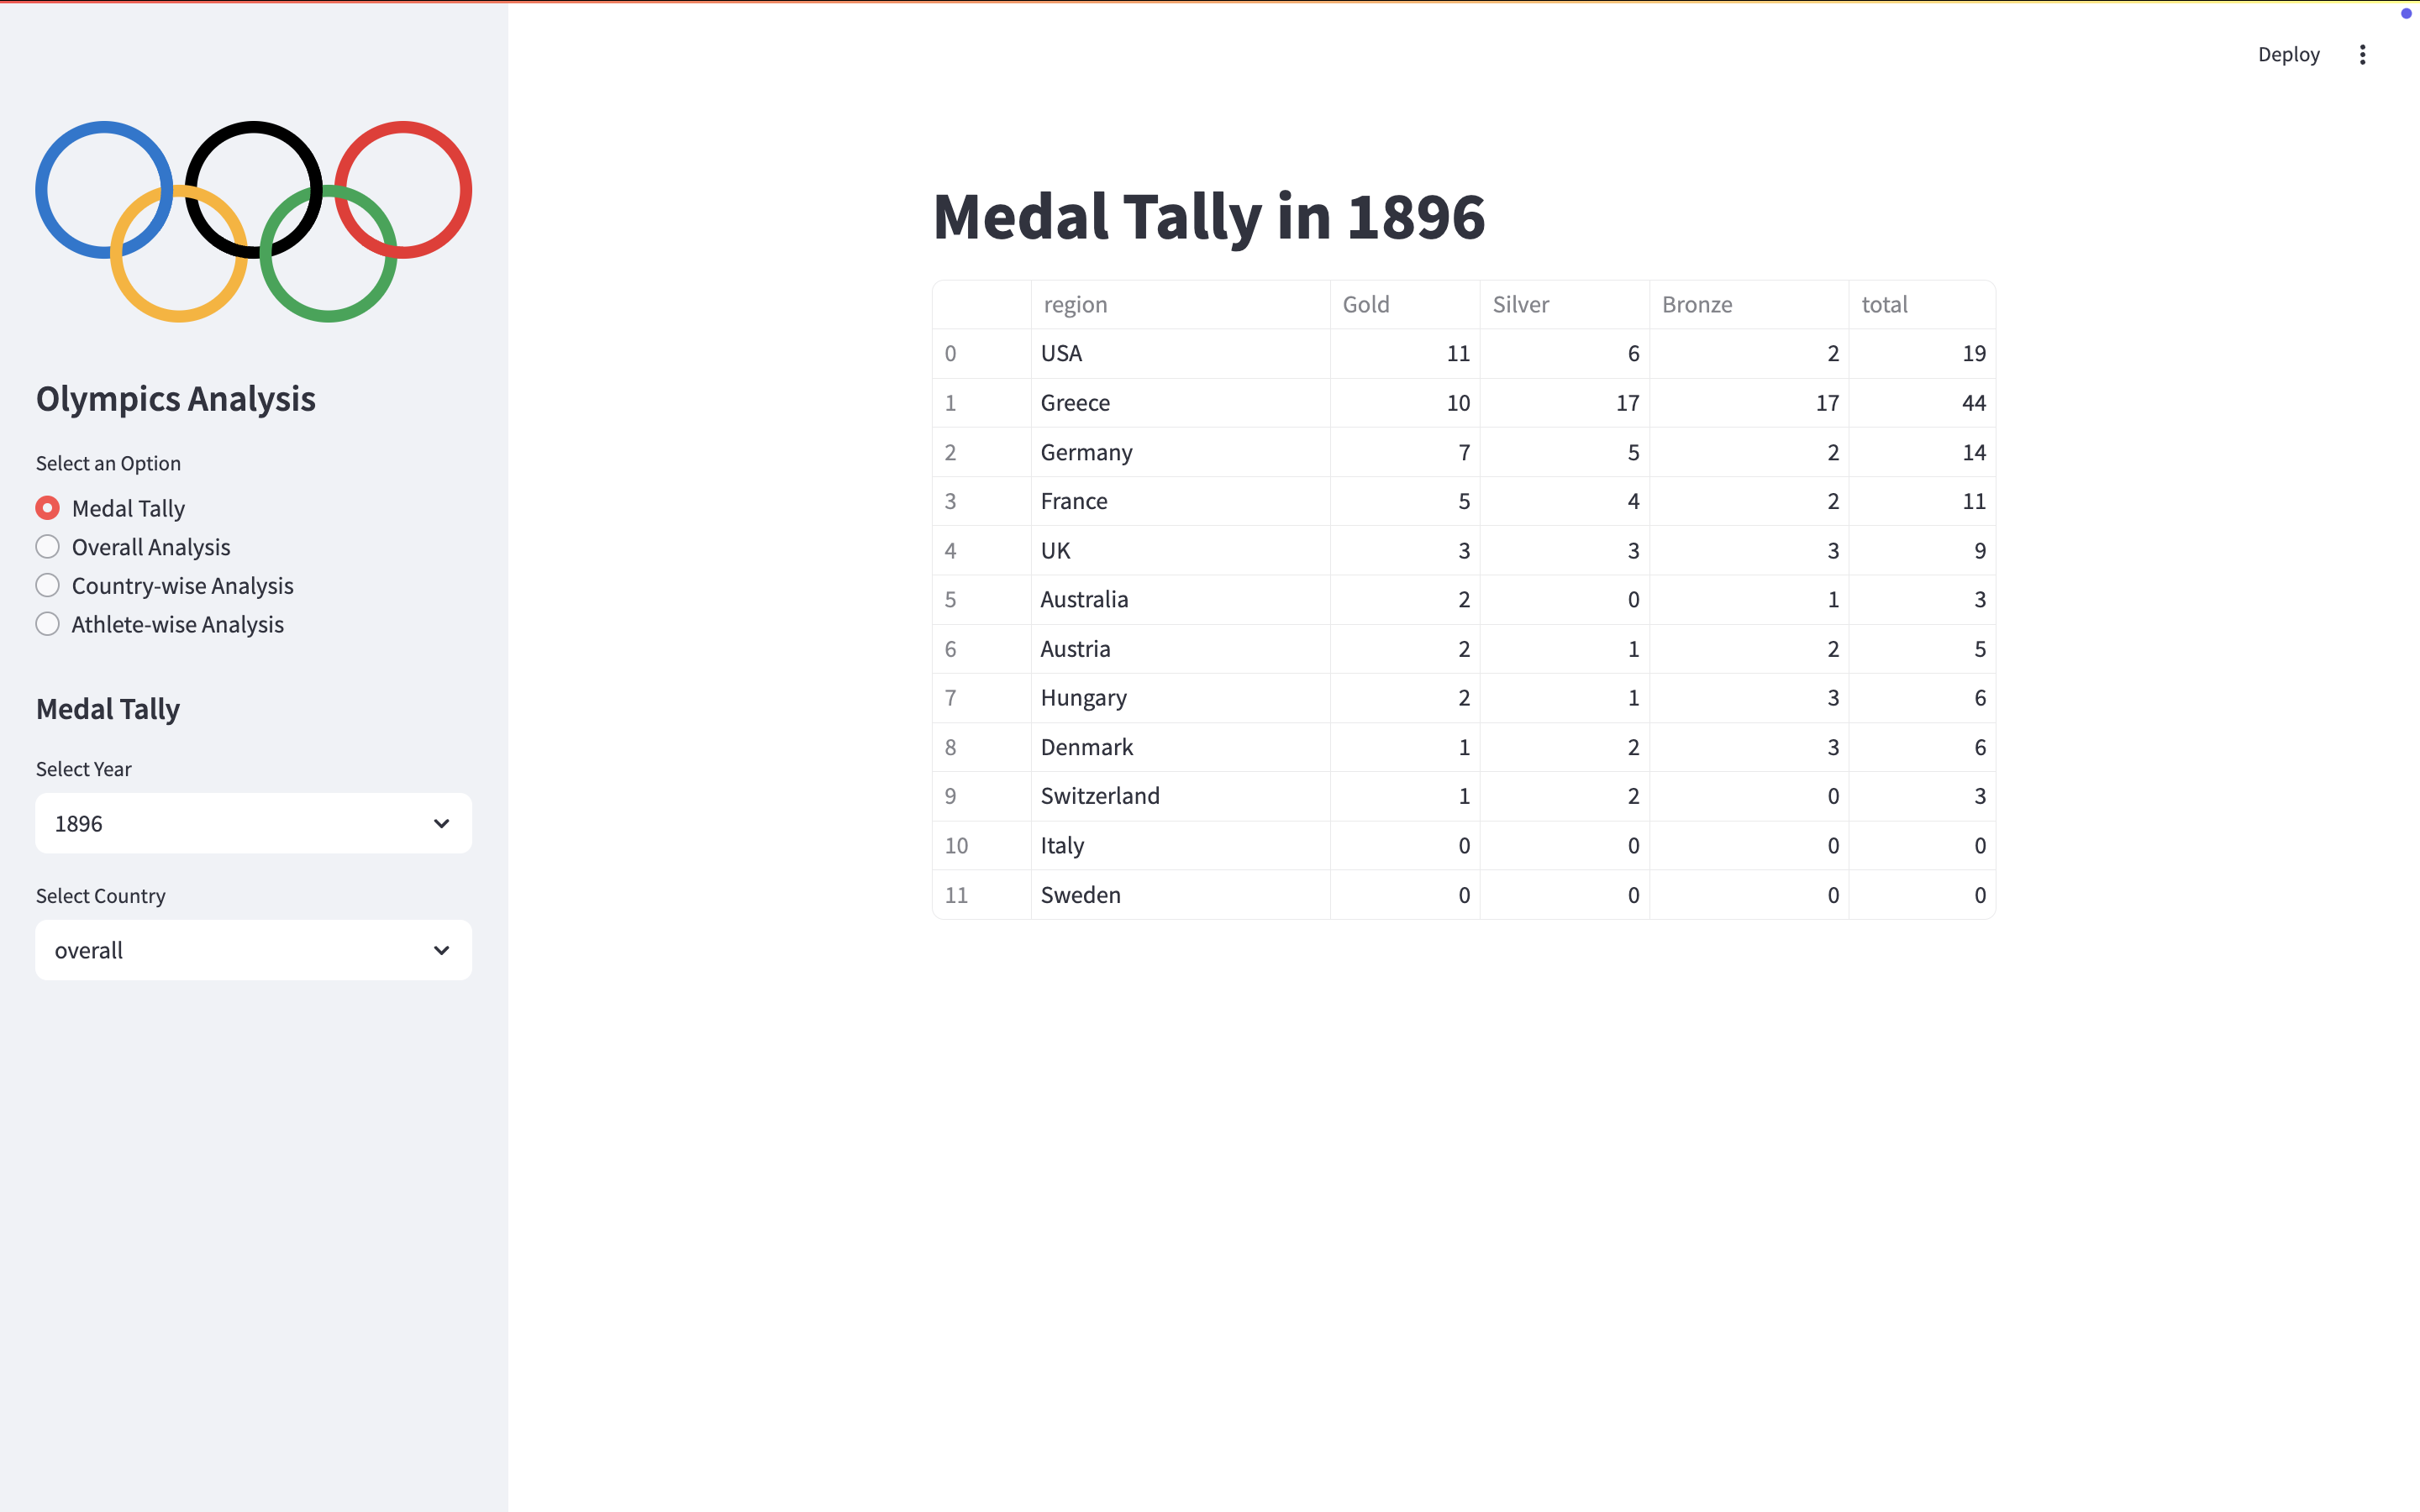 Deploy
Olympics Analysis
Select an Option
Medal Tally
Overall Analysis
Country-wise Analysis
Athlete-wise Analysis
Medal Tally
Select Year
1896
Select Country
overall
Medal Tally in 1896
region Gold Silver Bronze total
0 USA 11 6 2 19
1 Greece 10 17 17 44
2 Germany 7 5 2 14
3 France 5 4 2 11
4 UK 3 3 3 9
5 Australia 2 0 1 3
6 Austria 2 1 2 5
7 Hungary 2 1 3 6
8 Denmark 1 2 3 6
9 Switzerland 1 2 0 3
10 Italy 0 0 0 0
11 Sweden 0 0 0 0